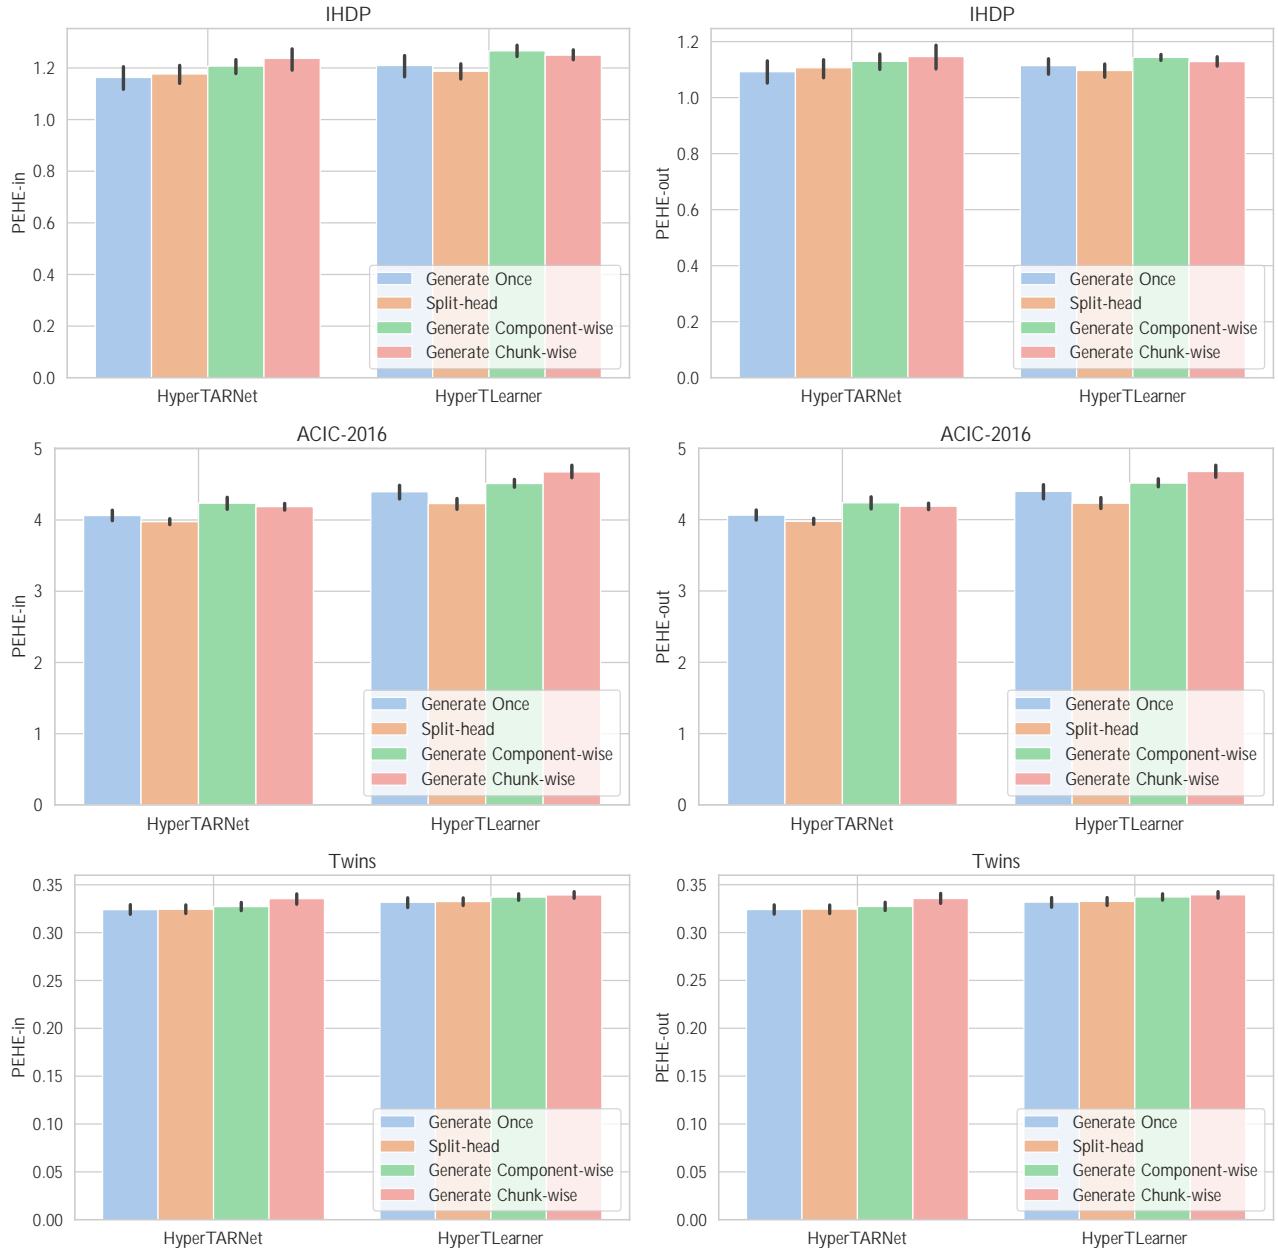 IHDP
PEHE-in
1.2
1.0
0.8
0.6
0.4
0.2
0.0
Generate Once
Split-head
Generate Component-wise
Generate Chunk-wise
HyperTARNet
HyperTLearner
IHDP
PEHE-out
1.2
1.0
0.8
0.6
0.4
0.2
0.0
Generate Once
Split-head
Generate Component-wise
Generate Chunk-wise
HyperTARNet
HyperTLearner
ACIC-2016
PEHE-in
5
4
3
2
1
0
Generate Once
Split-head
Generate Component-wise
Generate Chunk-wise
HyperTARNet
HyperTLearner
ACIC-2016
PEHE-out
5
4
3
2
1
0
Generate Once
Split-head
Generate Component-wise
Generate Chunk-wise
HyperTARNet
HyperTLearner
Twins
PEHE-in
0.35
0.30
0.25
0.20
0.15
0.10
0.05
0.00
Generate Once
Split-head
Generate Component-wise
Generate Chunk-wise
HyperTARNet
HyperTLearner
Twins
PEHE-out
0.35
0.30
0.25
0.20
0.15
0.10
0.05
0.00
Generate Once
Split-head
Generate Component-wise
Generate Chunk-wise
HyperTARNet
HyperTLearner